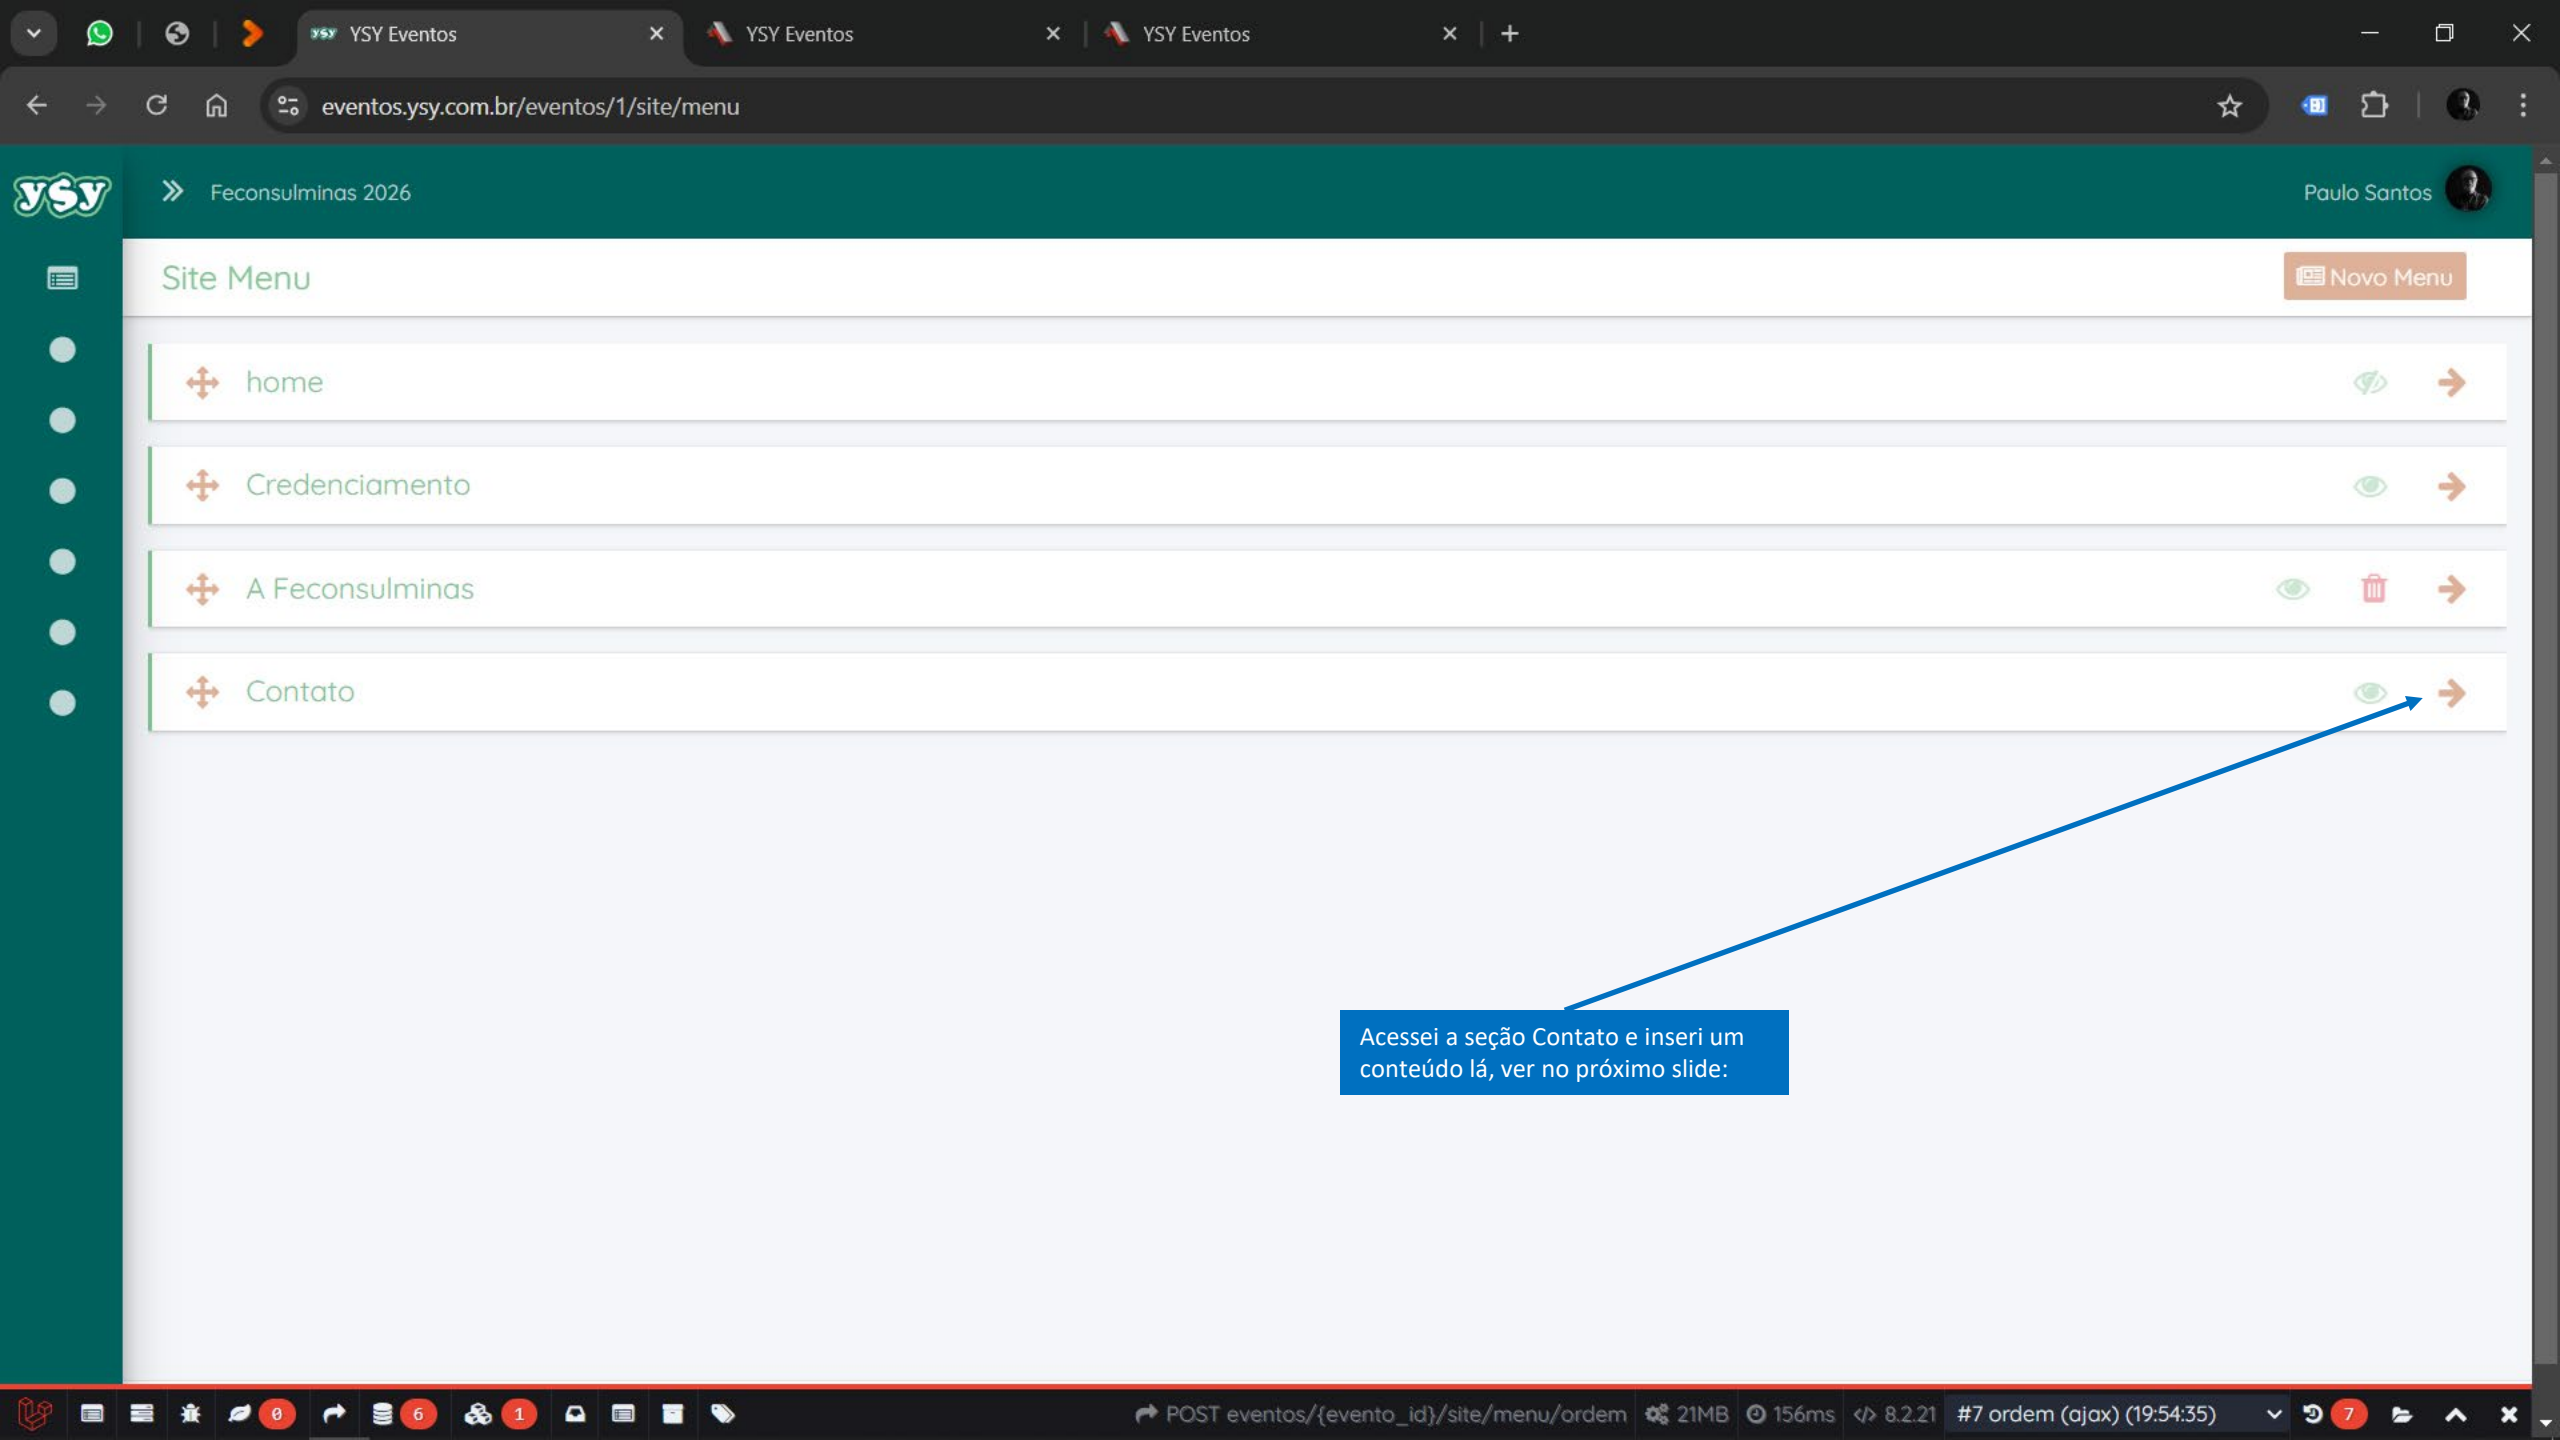 YSY Eventos
YSY Eventos
YSY Eventos
eventos.ysy.com.br/eventos/1/site/menu
ysy
Feconsulminas 2026
Paulo Santos
Site Menu
Novo Menu
home
Credenciamento
A Feconsulminas
Contato
Acessei a seção Contato e inseri um
conteúdo lá, ver no próximo slide:
0 6 1 POST eventos/{evento_id}/site/menu/ordem 21MB 156ms 8.2.21 #7 ordem (ajax) (19:54:35) 7